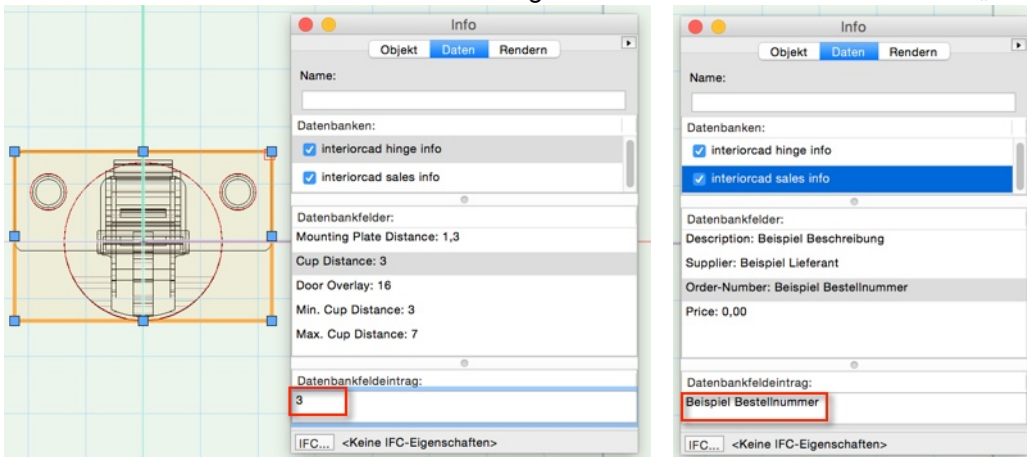 Info
Objekt Daten Rendern
Name:
Datenbanken:
interiorcad hinge info
interiorcad sales info
Datenbankfelder:
Mounting Plate Distance: 1,3
Cup Distance: 3
Door Overlay: 16
Min. Cup Distance: 3
Max. Cup Distance: 7
Datenbankfeldeintrag:
3
IFC... <Keine IFC-Eigenschaften>
Info
Objekt Daten Rendern
Name:
Datenbanken:
interiorcad hinge info
interiorcad sales info
Datenbankfelder:
Description: Beispiel Beschreibung
Supplier: Beispiel Lieferant
Order-Number: Beispiel Bestellnummer
Price: 0,00
Datenbankfeldeintrag:
Beispiel Bestellnummer
IFC... <Keine IFC-Eigenschaften>